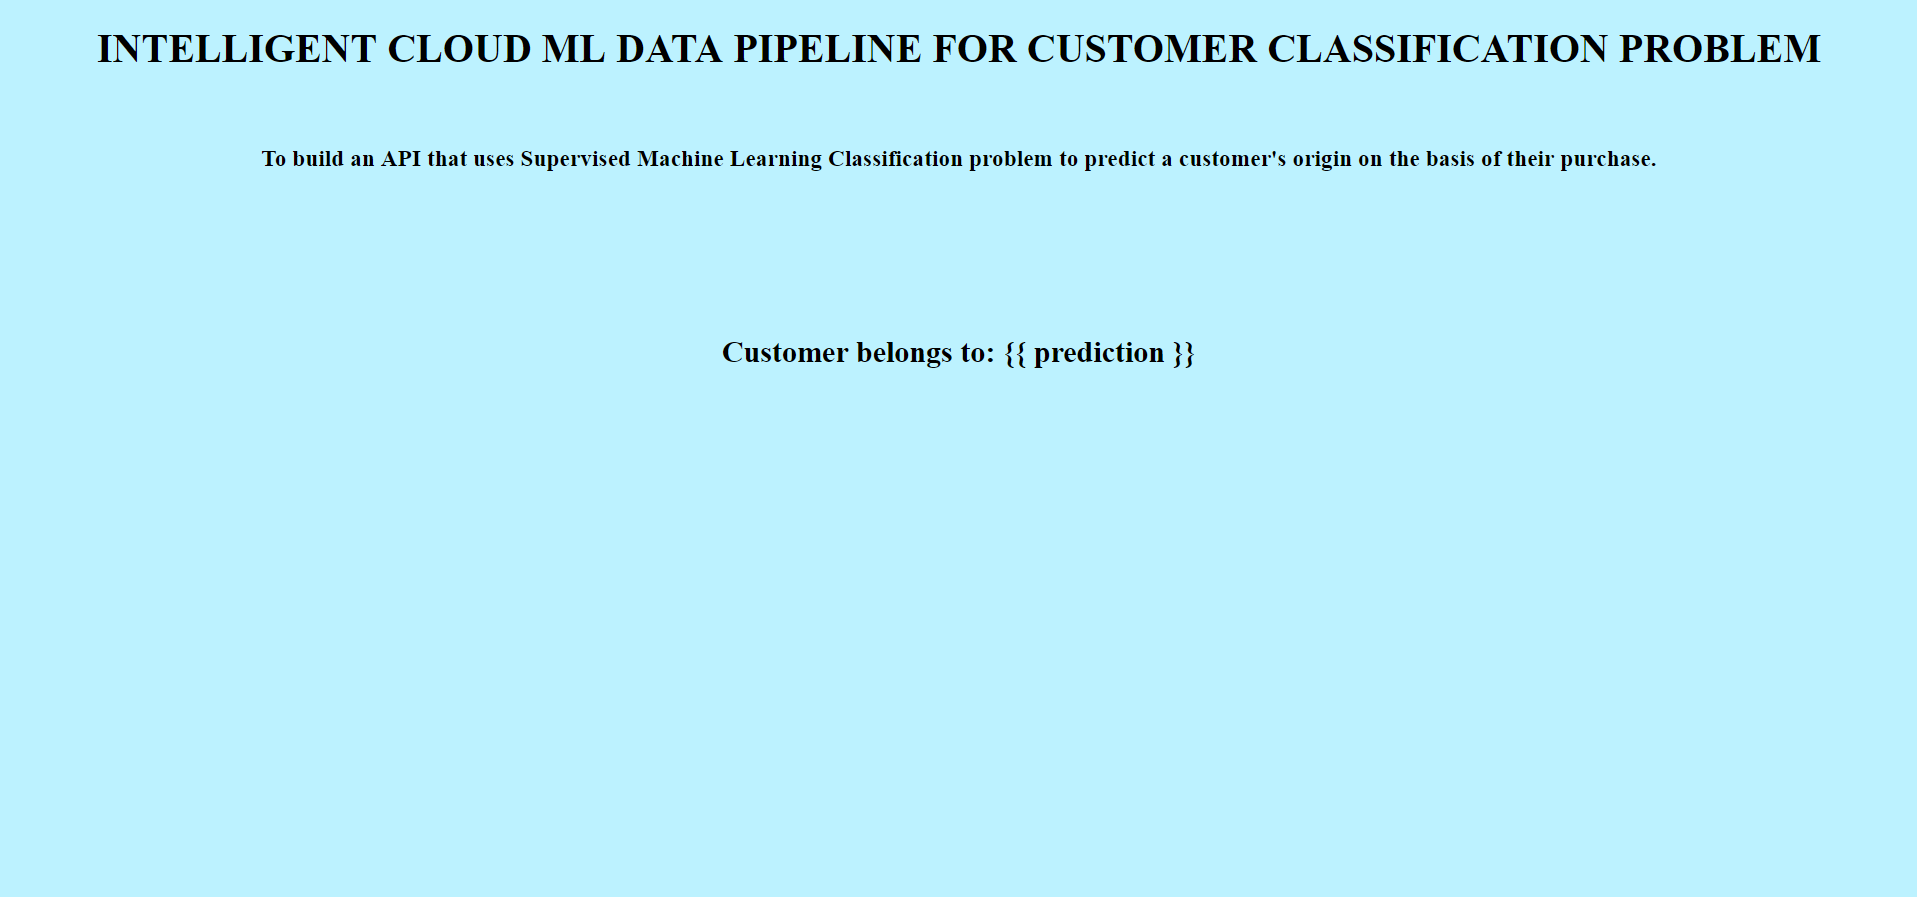 INTELLIGENT CLOUD ML DATA PIPELINE FOR CUSTOMER CLASSIFICATION PROBLEM
To build an API that uses Supervised Machine Learning Classification problem to predict a customer's origin on the basis of their purchase.
Customer belongs to: {{ prediction }}